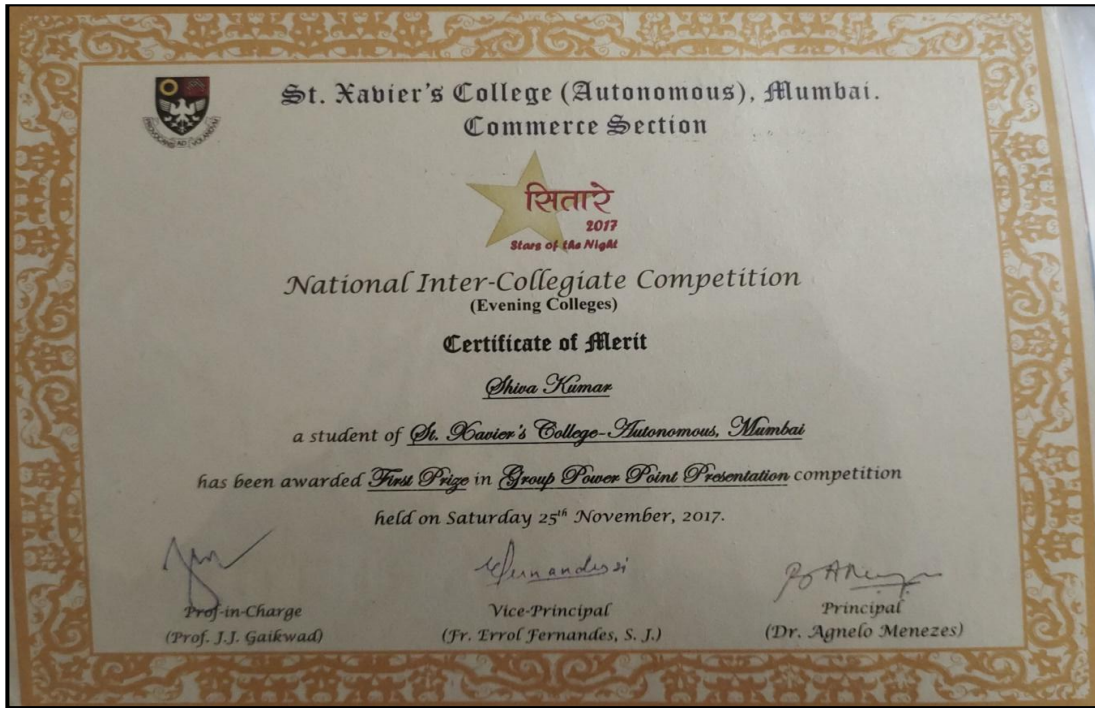 St. Xavier's College (Autonomous), Mumbai.
Commerce Section
PROVOCANS AD VOLANDUM
सितारे
2017
Stars of the Night
National Inter-Collegiate Competition
(Evening Colleges)
Certificate of Merit
Shiva Kumar
a student of St. Xavier's College-Autonomous, Mumbai
has been awarded First Prize in Group Power Point Presentation competition
held on Saturday 25th November, 2017.
Prof-in-Charge Vice-Principal Principal
(Prof. J.J. Gaikwad) (Fr. Errol Fernandes, S. J.) (Dr. Agnelo Menezes)